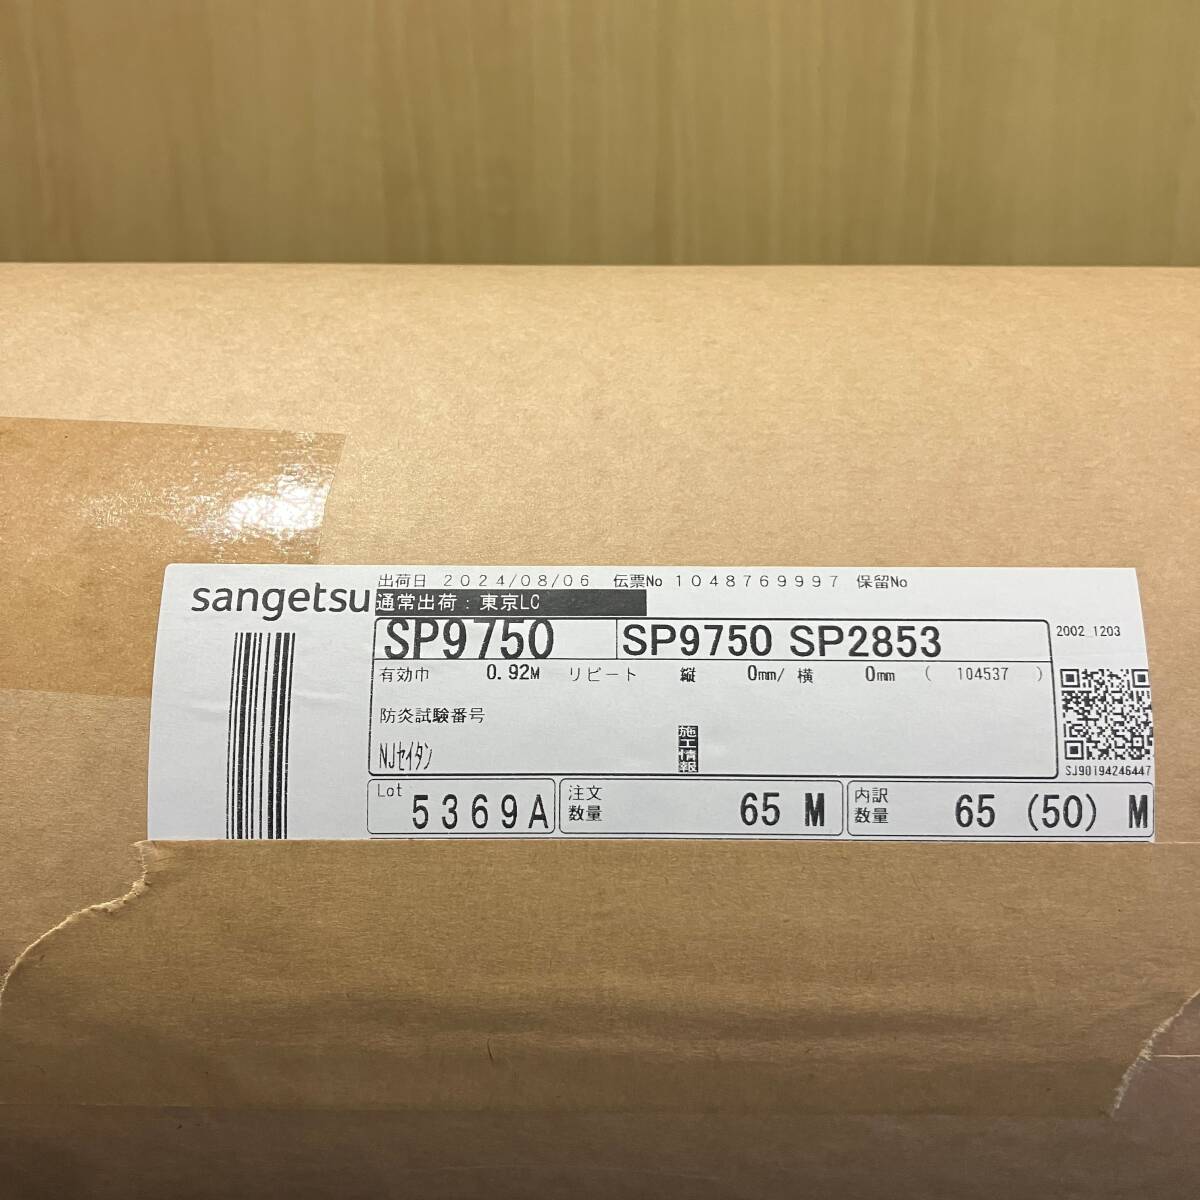 sangetsu
出荷日 2024/08/06 伝票No 1048769997 保留No
通常出荷:東京LC
SP9750 SP9750 SP2853
2002_1203
有効巾 0.92M リピート 縦 0mm/ 横 0mm ( 104537 )
防炎試験番号
施工情報
NJセイタン
SJ90194246447
Lot 5369A
注文数量 65 M
内訳数量 65 (50) M